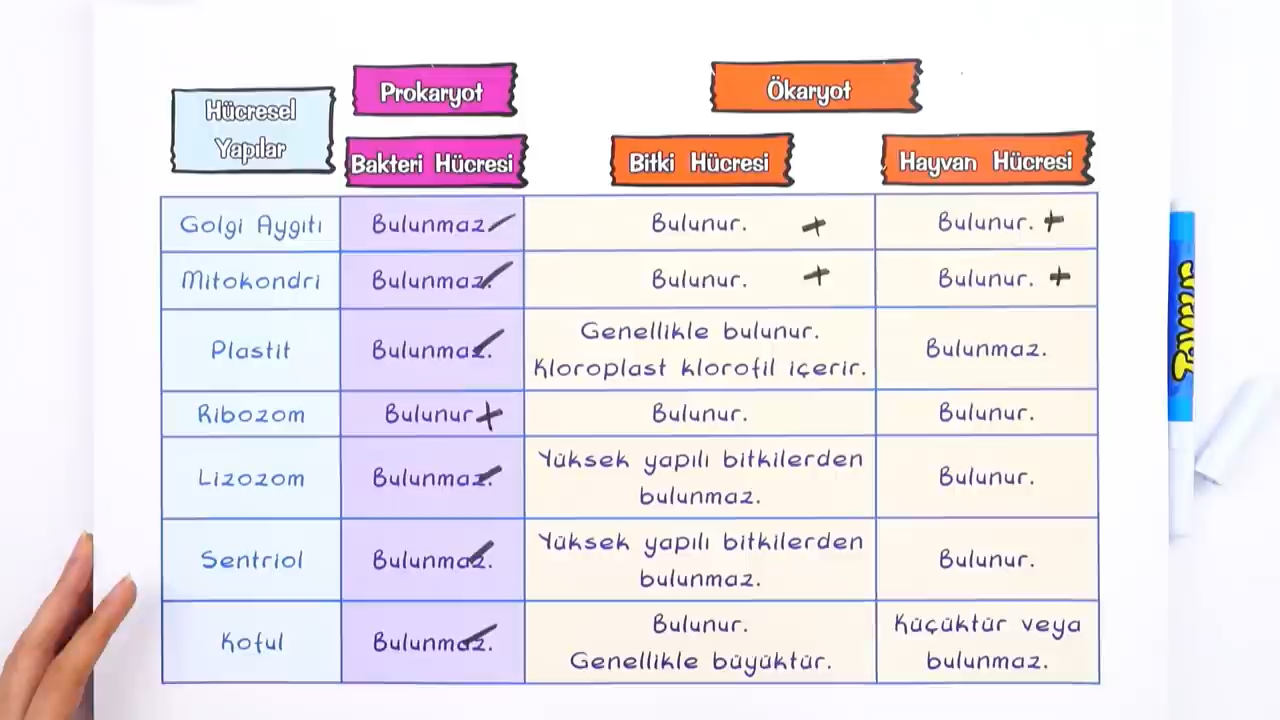 Hücresel
Yapılar
Prokaryot
Ökaryot
Bakteri Hücresi
Bitki Hücresi
Hayvan Hücresi
Golgi Aygıtı
Bulunmaz
Bulunur. +
Bulunur. +
Mitokondri
Bulunmaz.
Bulunur. +
Bulunur. +
Plastit
Bulunmaz.
Genellikle bulunur.
Kloroplast klorofil içerir.
Bulunmaz.
Ribozom
Bulunur +
Bulunur.
Bulunur.
Lizozom
Bulunmaz.
Yüksek yapılı bitkilerden
bulunmaz.
Bulunur.
Sentriol
Bulunmaz.
Yüksek yapılı bitkilerden
bulunmaz.
Bulunur.
Koful
Bulunmaz.
Bulunur.
Genellikle büyüktür.
Küçüktür veya
bulunmaz.